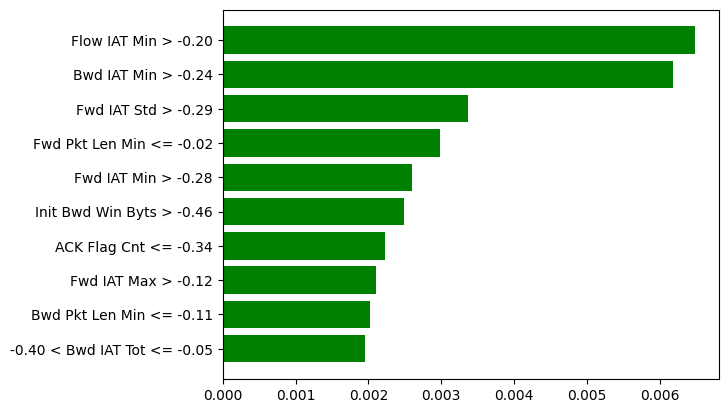 Flow IAT Min > -0.20
Bwd IAT Min > -0.24
Fwd IAT Std > -0.29
Fwd Pkt Len Min <= -0.02
Fwd IAT Min > -0.28
Init Bwd Win Byts > -0.46
ACK Flag Cnt <= -0.34
Fwd IAT Max > -0.12
Bwd Pkt Len Min <= -0.11
-0.40 < Bwd IAT Tot <= -0.05
0.000 0.001 0.002 0.003 0.004 0.005 0.006